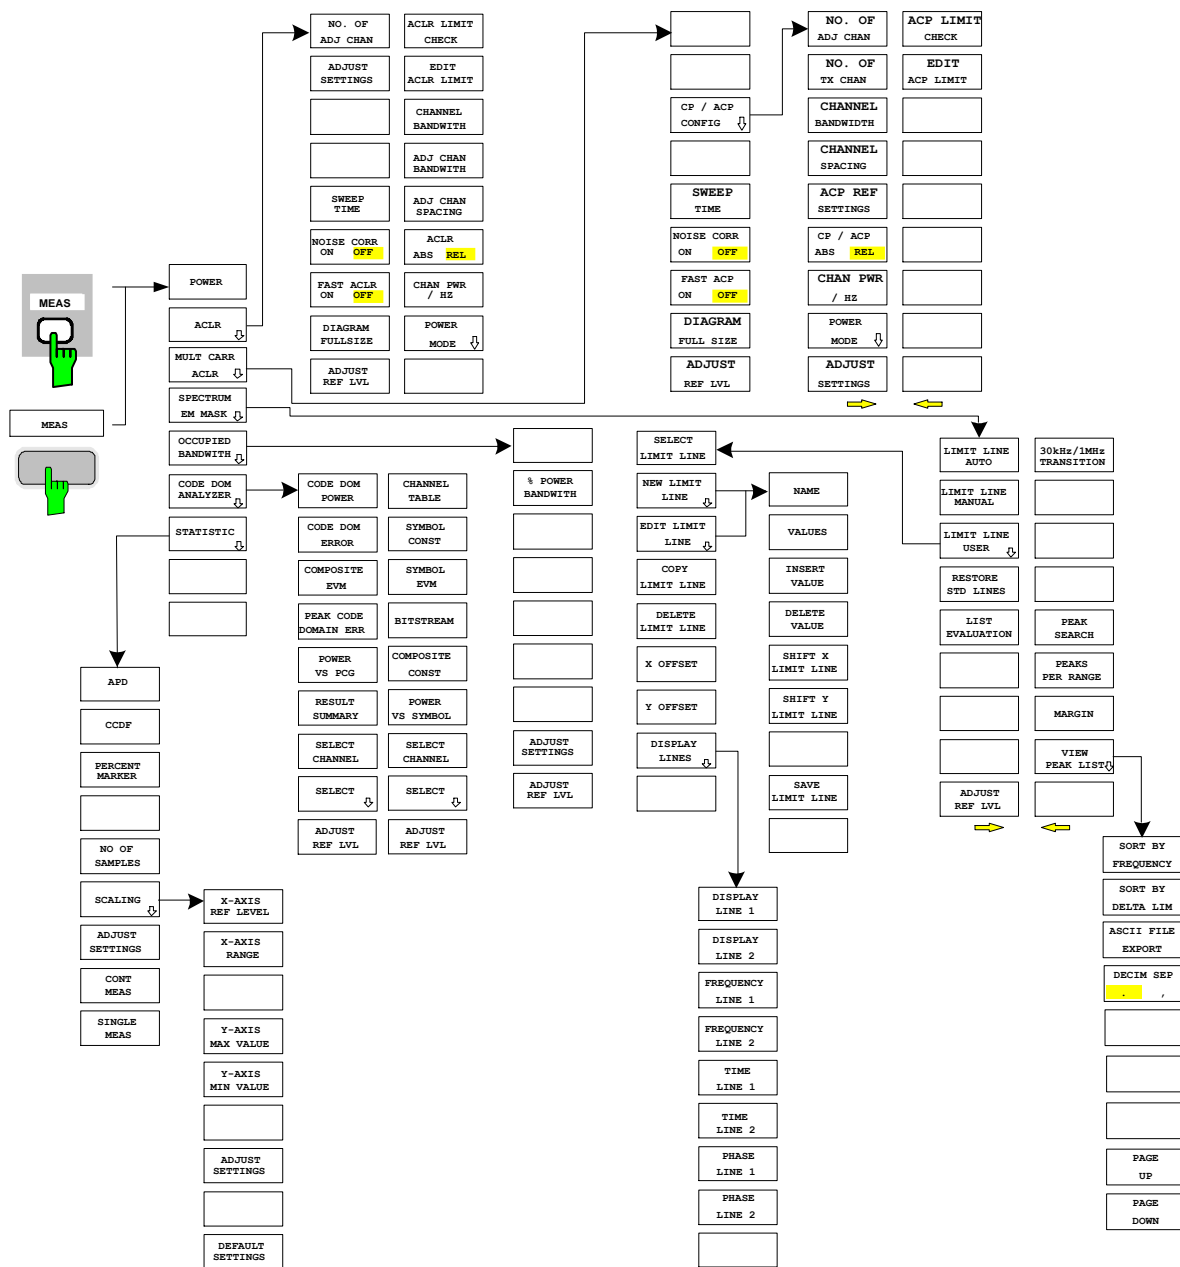 MEAS
MEAS
POWER
ACLR
MULT CARR
ACLR
SPECTRUM
EM MASK
OCCUPIED
BANDWITH
CODE DOM
ANALYZER
STATISTIC
NO. OF
ADJ CHAN
ADJUST
SETTINGS
SWEEP
TIME
NOISE CORR
ON OFF
FAST ACLR
ON OFF
DIAGRAM
FULLSIZE
ADJUST
REF LVL
ACLR LIMIT
CHECK
EDIT
ACLR LIMIT
CHANNEL
BANDWITH
ADJ CHAN
BANDWITH
ADJ CHAN
SPACING
ACLR
ABS REL
CHAN PWR
/ HZ
POWER
MODE
CP / ACP
CONFIG
SWEEP
TIME
NOISE CORR
ON OFF
FAST ACP
ON OFF
DIAGRAM
FULL SIZE
ADJUST
REF LVL
NO. OF
ADJ CHAN
NO. OF
TX CHAN
CHANNEL
BANDWIDTH
CHANNEL
SPACING
ACP REF
SETTINGS
CP / ACP
ABS REL
CHAN PWR
/ HZ
POWER
MODE
ADJUST
SETTINGS
ACP LIMIT
CHECK
EDIT
ACP LIMIT
CODE DOM
POWER
CODE DOM
ERROR
COMPOSITE
EVM
PEAK CODE
DOMAIN ERR
POWER
VS PCG
RESULT
SUMMARY
SELECT
CHANNEL
SELECT
ADJUST
REF LVL
CHANNEL
TABLE
SYMBOL
CONST
SYMBOL
EVM
BITSTREAM
COMPOSITE
CONST
POWER
VS SYMBOL
SELECT
CHANNEL
SELECT
ADJUST
REF LVL
% POWER
BANDWITH
ADJUST
SETTINGS
ADJUST
REF LVL
SELECT
LIMIT LINE
NEW LIMIT
LINE
EDIT LIMIT
LINE
COPY
LIMIT LINE
DELETE
LIMIT LINE
X OFFSET
Y OFFSET
DISPLAY
LINES
NAME
VALUES
INSERT
VALUE
DELETE
VALUE
SHIFT X
LIMIT LINE
SHIFT Y
LIMIT LINE
SAVE
LIMIT LINE
LIMIT LINE
AUTO
LIMIT LINE
MANUAL
LIMIT LINE
USER
RESTORE
STD LINES
LIST
EVALUATION
ADJUST
REF LVL
30kHz/1MHz
TRANSITION
PEAK
SEARCH
PEAKS
PER RANGE
MARGIN
VIEW
PEAK LIST
APD
CCDF
PERCENT
MARKER
NO OF
SAMPLES
SCALING
ADJUST
SETTINGS
CONT
MEAS
SINGLE
MEAS
X-AXIS
REF LEVEL
X-AXIS
RANGE
Y-AXIS
MAX VALUE
Y-AXIS
MIN VALUE
ADJUST
SETTINGS
DEFAULT
SETTINGS
DISPLAY
LINE 1
DISPLAY
LINE 2
FREQUENCY
LINE 1
FREQUENCY
LINE 2
TIME
LINE 1
TIME
LINE 2
PHASE
LINE 1
PHASE
LINE 2
SORT BY
FREQUENCY
SORT BY
DELTA LIM
ASCII FILE
EXPORT
DECIM SEP
. ,
PAGE
UP
PAGE
DOWN